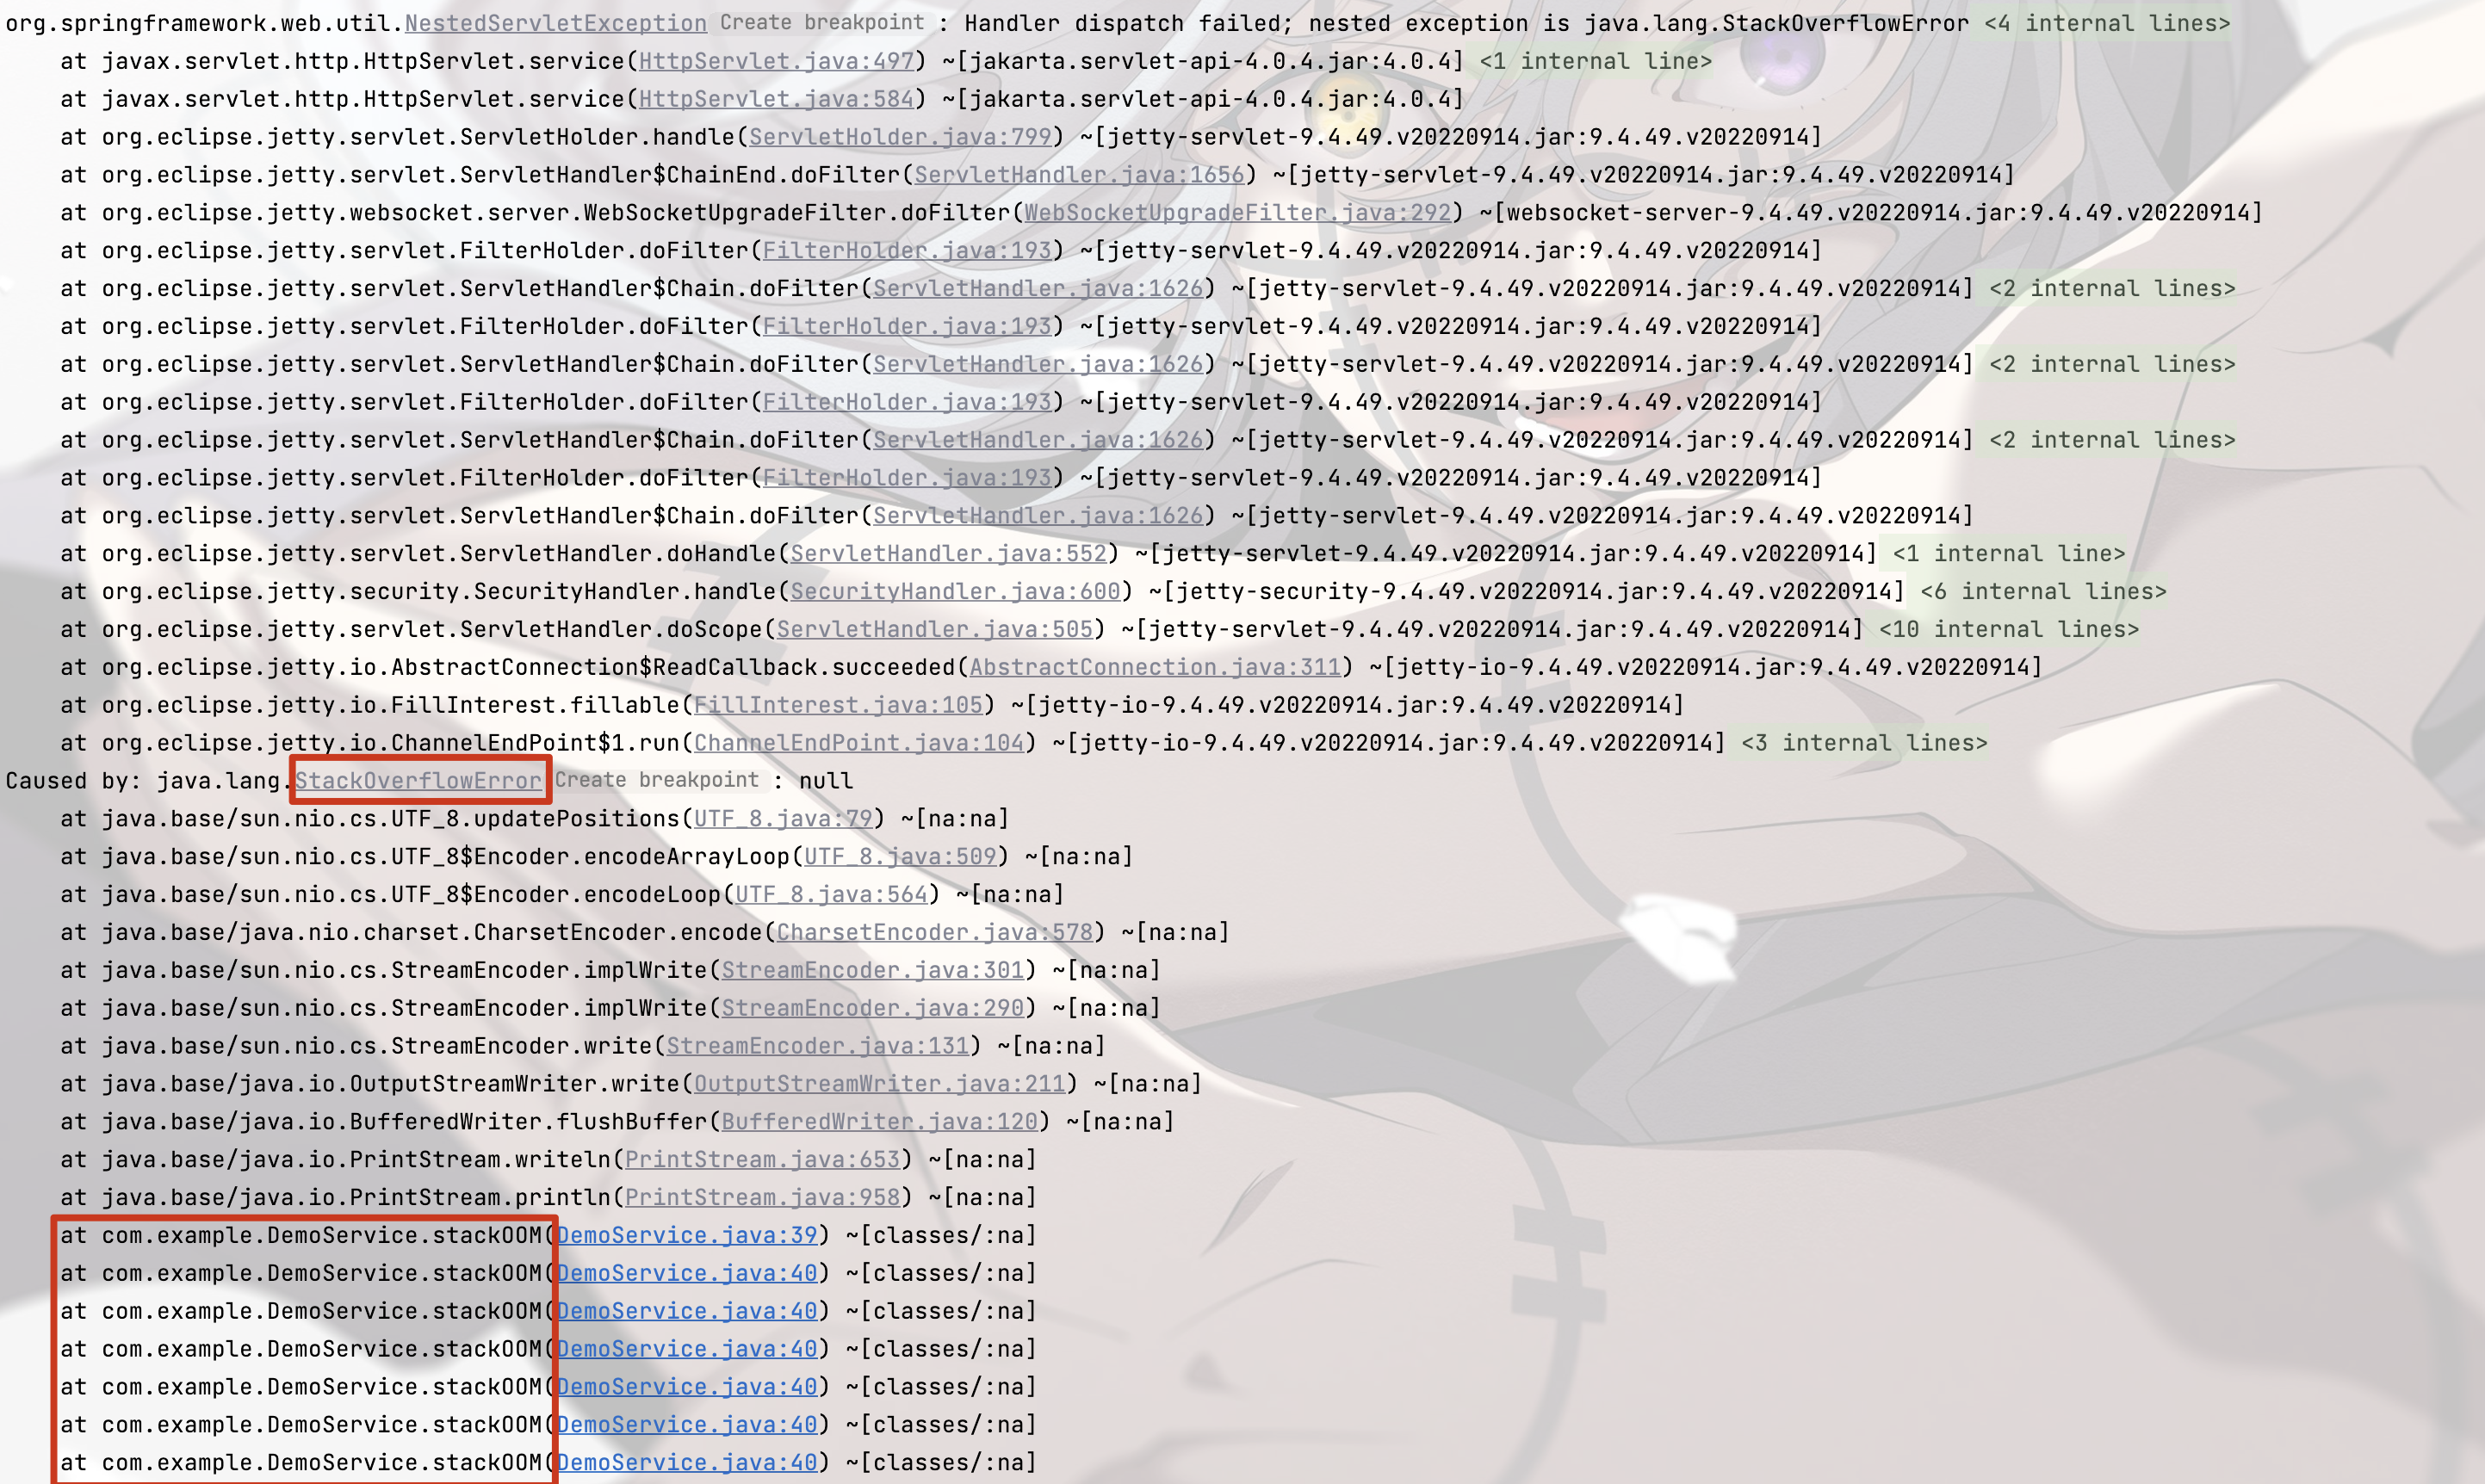 org.springframework.web.util.NestedServletException Create breakpoint : Handler dispatch failed; nested exception is java.lang.StackOverflowError <4 internal lines>
at javax.servlet.http.HttpServlet.service(HttpServlet.java:497) ~[jakarta.servlet-api-4.0.4.jar:4.0.4] <1 internal line>
at javax.servlet.http.HttpServlet.service(HttpServlet.java:584) ~[jakarta.servlet-api-4.0.4.jar:4.0.4]
at org.eclipse.jetty.servlet.ServletHolder.handle(ServletHolder.java:799) ~[jetty-servlet-9.4.49.v20220914.jar:9.4.49.v20220914]
at org.eclipse.jetty.servlet.ServletHandler$ChainEnd.doFilter(ServletHandler.java:1656) ~[jetty-servlet-9.4.49.v20220914.jar:9.4.49.v20220914]
at org.eclipse.jetty.websocket.server.WebSocketUpgradeFilter.doFilter(WebSocketUpgradeFilter.java:292) ~[websocket-server-9.4.49.v20220914.jar:9.4.49.v20220914]
at org.eclipse.jetty.servlet.FilterHolder.doFilter(FilterHolder.java:193) ~[jetty-servlet-9.4.49.v20220914.jar:9.4.49.v20220914]
at org.eclipse.jetty.servlet.ServletHandler$Chain.doFilter(ServletHandler.java:1626) ~[jetty-servlet-9.4.49.v20220914.jar:9.4.49.v20220914] <2 internal lines>
at org.eclipse.jetty.servlet.FilterHolder.doFilter(FilterHolder.java:193) ~[jetty-servlet-9.4.49.v20220914.jar:9.4.49.v20220914]
at org.eclipse.jetty.servlet.ServletHandler$Chain.doFilter(ServletHandler.java:1626) ~[jetty-servlet-9.4.49.v20220914.jar:9.4.49.v20220914] <2 internal lines>
at org.eclipse.jetty.servlet.FilterHolder.doFilter(FilterHolder.java:193) ~[jetty-servlet-9.4.49.v20220914.jar:9.4.49.v20220914]
at org.eclipse.jetty.servlet.ServletHandler$Chain.doFilter(ServletHandler.java:1626) ~[jetty-servlet-9.4.49.v20220914.jar:9.4.49.v20220914] <2 internal lines>
at org.eclipse.jetty.servlet.FilterHolder.doFilter(FilterHolder.java:193) ~[jetty-servlet-9.4.49.v20220914.jar:9.4.49.v20220914]
at org.eclipse.jetty.servlet.ServletHandler$Chain.doFilter(ServletHandler.java:1626) ~[jetty-servlet-9.4.49.v20220914.jar:9.4.49.v20220914]
at org.eclipse.jetty.servlet.ServletHandler.doHandle(ServletHandler.java:552) ~[jetty-servlet-9.4.49.v20220914.jar:9.4.49.v20220914] <1 internal line>
at org.eclipse.jetty.security.SecurityHandler.handle(SecurityHandler.java:600) ~[jetty-security-9.4.49.v20220914.jar:9.4.49.v20220914] <6 internal lines>
at org.eclipse.jetty.servlet.ServletHandler.doScope(ServletHandler.java:505) ~[jetty-servlet-9.4.49.v20220914.jar:9.4.49.v20220914] <10 internal lines>
at org.eclipse.jetty.io.AbstractConnection$ReadCallback.succeeded(AbstractConnection.java:311) ~[jetty-io-9.4.49.v20220914.jar:9.4.49.v20220914]
at org.eclipse.jetty.io.FillInterest.fillable(FillInterest.java:105) ~[jetty-io-9.4.49.v20220914.jar:9.4.49.v20220914]
at org.eclipse.jetty.io.ChannelEndPoint$1.run(ChannelEndPoint.java:104) ~[jetty-io-9.4.49.v20220914.jar:9.4.49.v20220914] <3 internal lines>
Caused by: java.lang.StackOverflowError Create breakpoint : null
at java.base/sun.nio.cs.UTF_8.updatePositions(UTF_8.java:79) ~[na:na]
at java.base/sun.nio.cs.UTF_8$Encoder.encodeArrayLoop(UTF_8.java:509) ~[na:na]
at java.base/sun.nio.cs.UTF_8$Encoder.encodeLoop(UTF_8.java:564) ~[na:na]
at java.base/java.nio.charset.CharsetEncoder.encode(CharsetEncoder.java:578) ~[na:na]
at java.base/sun.nio.cs.StreamEncoder.implWrite(StreamEncoder.java:301) ~[na:na]
at java.base/sun.nio.cs.StreamEncoder.implWrite(StreamEncoder.java:290) ~[na:na]
at java.base/sun.nio.cs.StreamEncoder.write(StreamEncoder.java:131) ~[na:na]
at java.base/java.io.OutputStreamWriter.write(OutputStreamWriter.java:211) ~[na:na]
at java.base/java.io.BufferedWriter.flushBuffer(BufferedWriter.java:120) ~[na:na]
at java.base/java.io.PrintStream.writeln(PrintStream.java:653) ~[na:na]
at java.base/java.io.PrintStream.println(PrintStream.java:958) ~[na:na]
at com.example.DemoService.stackOOM(DemoService.java:39) ~[classes/:na]
at com.example.DemoService.stackOOM(DemoService.java:40) ~[classes/:na]
at com.example.DemoService.stackOOM(DemoService.java:40) ~[classes/:na]
at com.example.DemoService.stackOOM(DemoService.java:40) ~[classes/:na]
at com.example.DemoService.stackOOM(DemoService.java:40) ~[classes/:na]
at com.example.DemoService.stackOOM(DemoService.java:40) ~[classes/:na]
at com.example.DemoService.stackOOM(DemoService.java:40) ~[classes/:na]